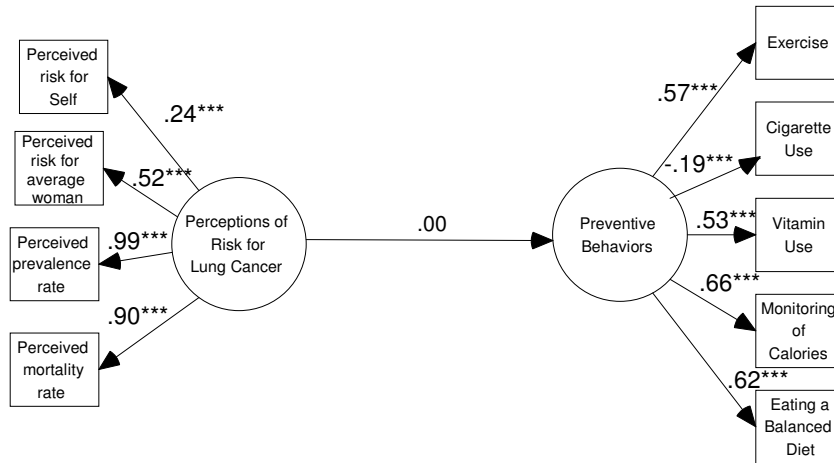 Perceived
risk for
Self
.24***
Perceived
risk for
average
woman
.52***
Perceived
prevalence
rate
.99***
Perceived
mortality
rate
.90***
Perceptions of
Risk for
Lung Cancer
.00
Preventive
Behaviors
.57***
Exercise
-.19***
Cigarette
Use
.53***
Vitamin
Use
.66***
Monitoring
of
Calories
.62***
Eating a
Balanced
Diet